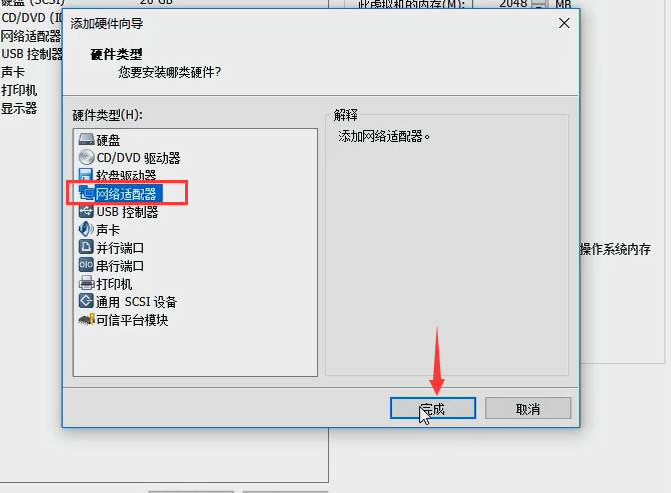 硬盘 (SCSI) 20 GB
此虚拟机的内存(M): 2048 MB
CD/DVD (I
网络适配器
USB 控制器
声卡
打印机
显示器
添加硬件向导
硬件类型
您要安装哪类硬件?
硬件类型(H):
硬盘
CD/DVD 驱动器
软盘驱动器
网络适配器
USB 控制器
声卡
并行端口
串行端口
打印机
通用 SCSI 设备
可信平台模块
解释
添加网络适配器。
操作系统内存
完成
取消